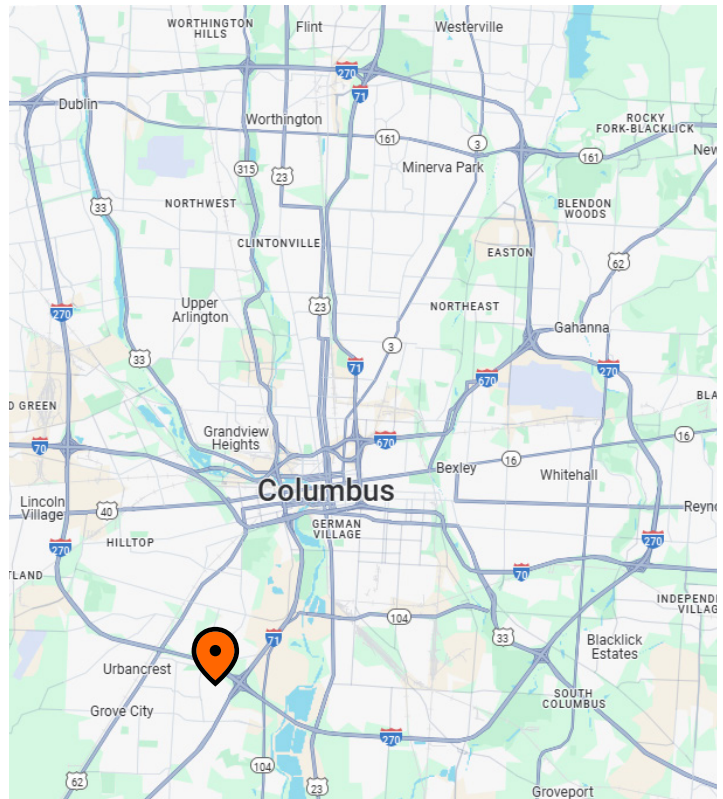 WORTHINGTON
HILLS
Flint
Westerville
270
71
Dublin
Worthington
161
3
ROCKY
FORK-BLACKLICK
161
New
Minerva Park
315
23
33
NORTHWEST
BLENDON
WOODS
CLINTONVILLE
EASTON
62
270
Upper
Arlington
23
NORTHEAST
Gahanna
33
3
71
670
270
D GREEN
BLA
70
Grandview
Heights
670
16
Bexley
16
Whitehall
Columbus
Lincoln
Village
40
GERMAN
VILLAGE
Reyno
HILLTOP
270
270
TLAND
70
INDEPEND
VILLAG
104
71
33
Blacklick
Estates
Urbancrest
SOUTH
COLUMBUS
Grove City
270
104
62
23
Groveport